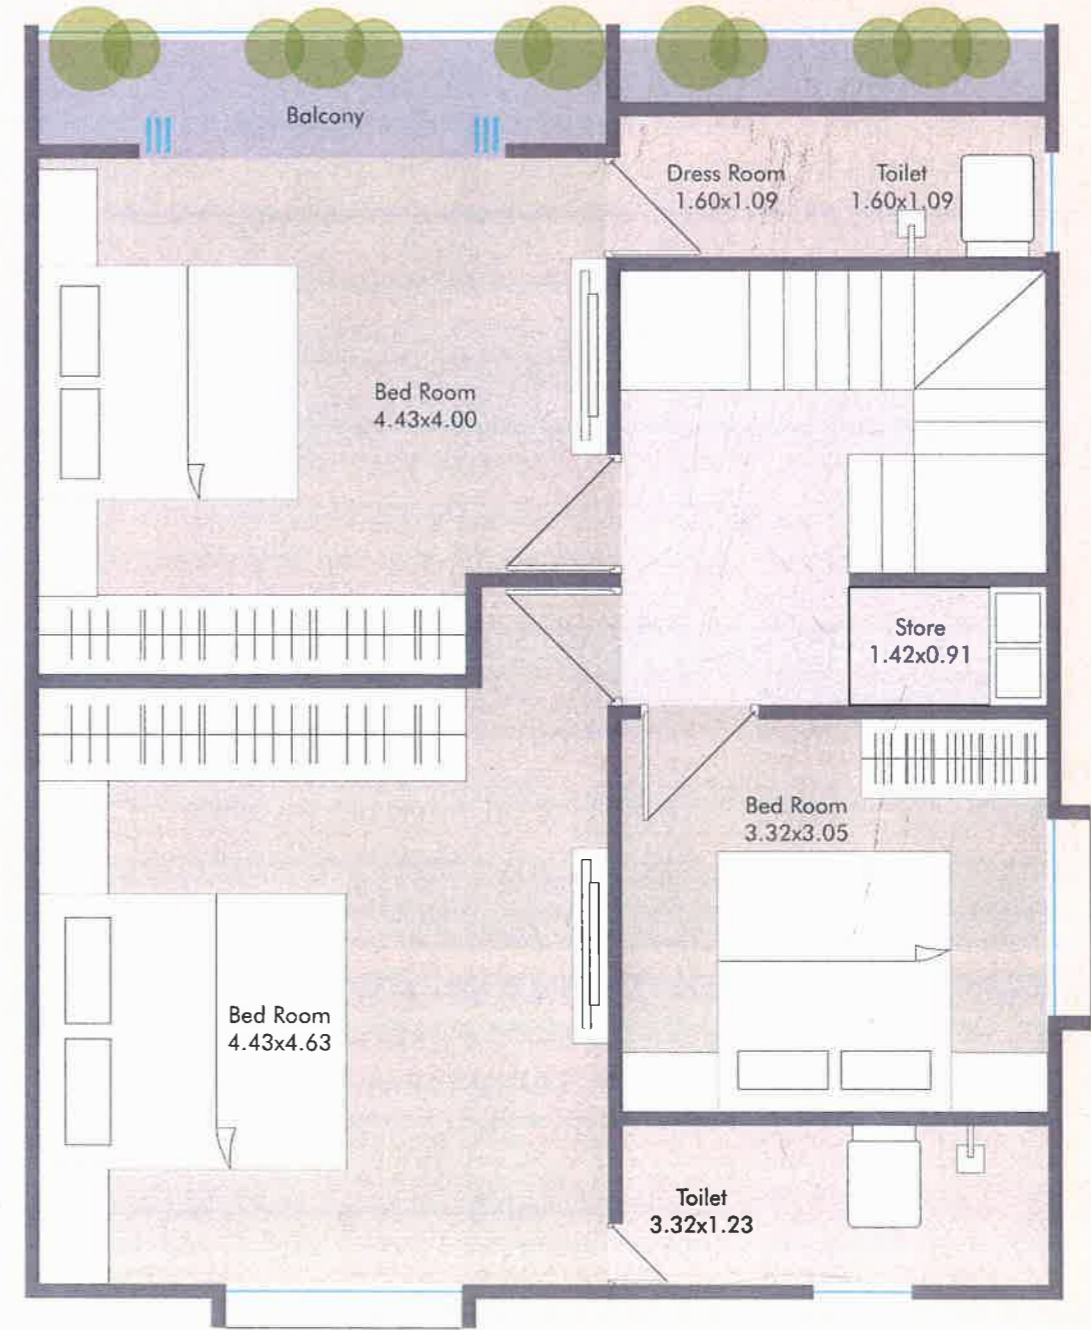 Balcony
Dress Room
1.60x1.09
Toilet
1.60x1.09
Bed Room
4.43x4.00
Store
1.42x0.91
Bed Room
3.32x3.05
Bed Room
4.43x4.63
Toilet
3.32x1.23